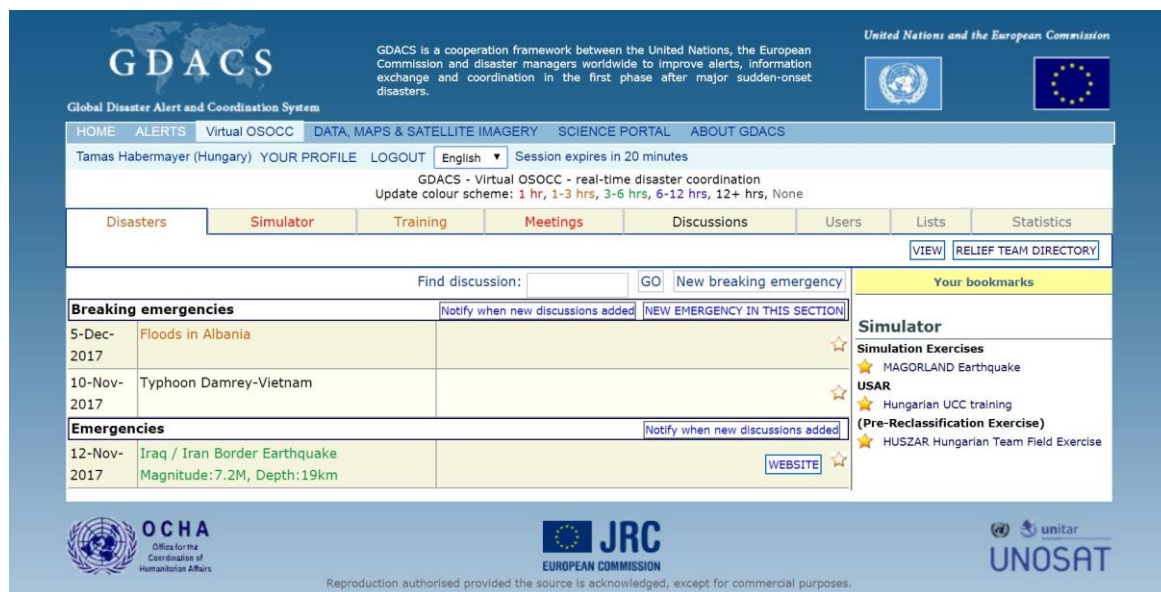 GDACS
Global Disaster Alert and Coordination System
GDACS is a cooperation framework between the United Nations, the European
Commission and disaster managers worldwide to improve alerts, information
exchange and coordination in the first phase after major sudden-onset
disasters.
United Nations and the European Commission
HOME ALERTS Virtual OSOCC DATA, MAPS & SATELLITE IMAGERY SCIENCE PORTAL ABOUT GDACS
Tamas Habermayer (Hungary) YOUR PROFILE LOGOUT English Session expires in 20 minutes
GDACS - Virtual OSOCC - real-time disaster coordination
Update colour scheme: 1 hr, 1-3 hrs, 3-6 hrs, 6-12 hrs, 12+ hrs, None
Disasters Simulator Training Meetings Discussions Users Lists Statistics
VIEW RELIEF TEAM DIRECTORY
Find discussion: GO New breaking emergency
Breaking emergencies Notify when new discussions added NEW EMERGENCY IN THIS SECTION
5-Dec-
2017
Floods in Albania
10-Nov-
2017
Typhoon Damrey-Vietnam
Emergencies Notify when new discussions added
12-Nov-
2017
Iraq / Iran Border Earthquake
Magnitude:7.2M, Depth:19km
WEBSITE
Your bookmarks
Simulator
Simulation Exercises
MAGORLAND Earthquake
USAR
Hungarian UCC training
(Pre-Reclassification Exercise)
HUSZAR Hungarian Team Field Exercise
OCHA
Office for the
Coordination of
Humanitarian Affairs
JRC
EUROPEAN COMMISSION
unitar
UNOSAT
Reproduction authorised provided the source is acknowledged, except for commercial purposes.